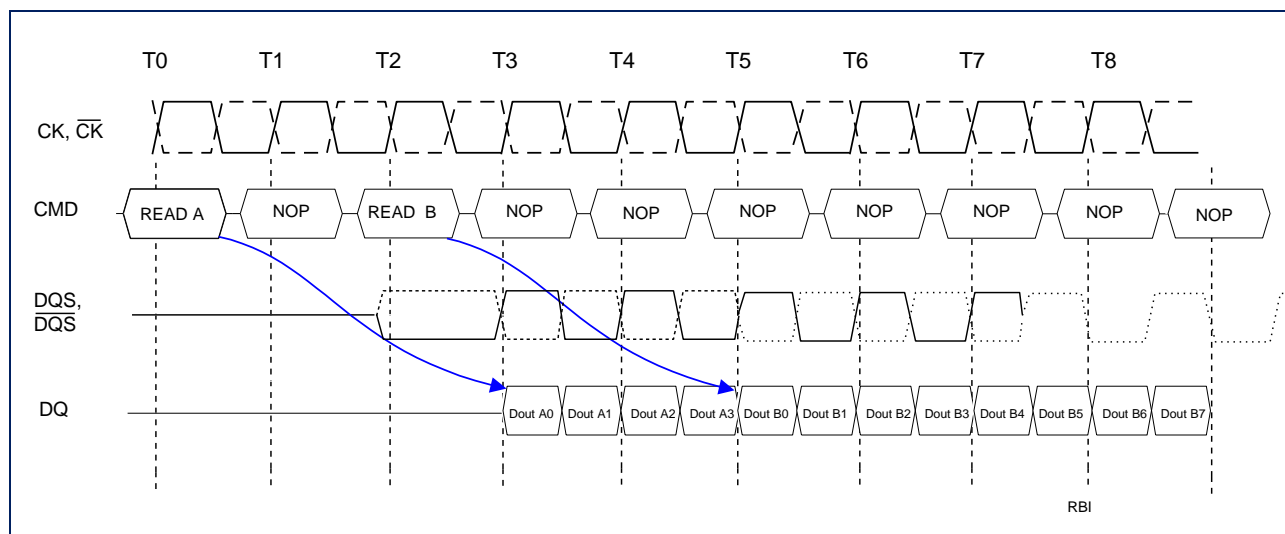 T0 T1 T2 T3 T4 T5 T6 T7 T8
CK, C̅K̅
CMD READ A NOP READ B NOP NOP NOP NOP NOP NOP NOP
DQS,
D̅Q̅S̅
DQ Dout A0 Dout A1 Dout A2 Dout A3 Dout B0 Dout B1 Dout B2 Dout B3 Dout B4 Dout B5 Dout B6 Dout B7
RBI